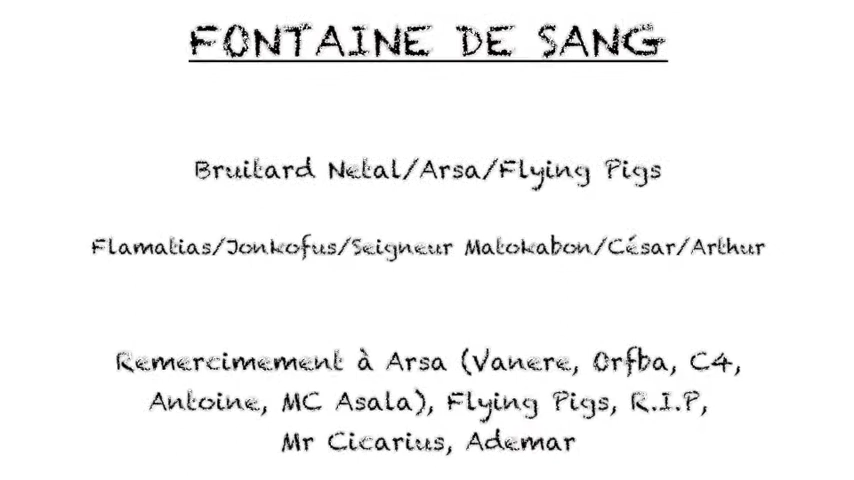 FONTAINE DE SANG
Bruitard Netal/Arsa/Flying Pigs
Flamatias/Jonkofus/Seigneur Matokabon/César/Arthur
Remercimement à Arsa (Vanere, Orfba, C4,
Antoine, MC Asala), Flying Pigs, R.I.P,
Mr Cicarius, Ademar